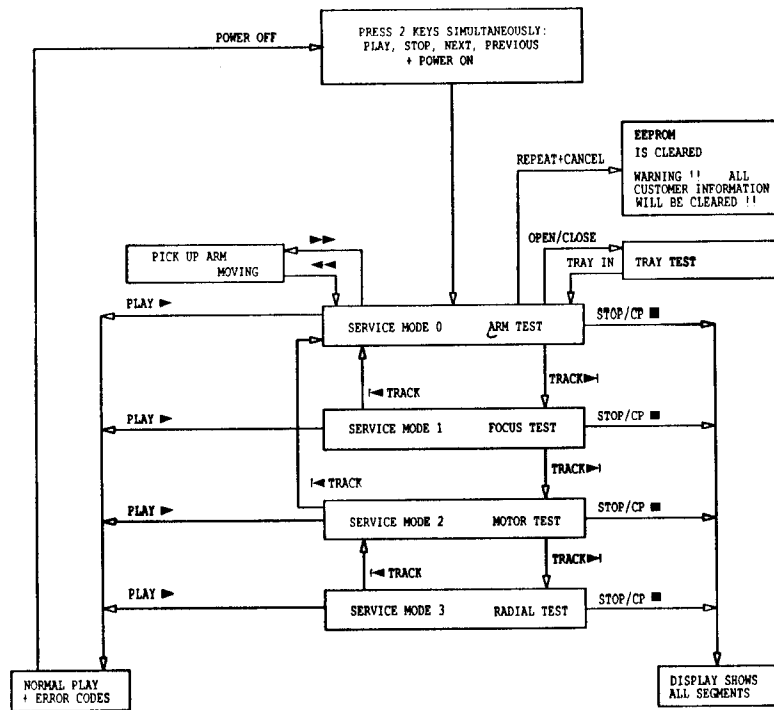 PRESS 2 KEYS SIMULTANEOUSLY:
PLAY, STOP, NEXT, PREVIOUS
+ POWER ON
POWER OFF
EEPROM
IS CLEARED
WARNING !! ALL
CUSTOMER INFORMATION
WILL BE CLEARED !!
REPEAT+CANCEL
OPEN/CLOSE
TRAY IN
TRAY TEST
PICK UP ARM
MOVING
►►
◄◄
PLAY ►
SERVICE MODE 0 ARM TEST
STOP/CP ■
|◄ TRACK
TRACK►|
PLAY ►
SERVICE MODE 1 FOCUS TEST
STOP/CP ■
|◄ TRACK
TRACK►|
PLAY ►
SERVICE MODE 2 MOTOR TEST
STOP/CP ■
|◄ TRACK
TRACK►|
PLAY ►
SERVICE MODE 3 RADIAL TEST
STOP/CP ■
NORMAL PLAY
+ ERROR CODES
DISPLAY SHOWS
ALL SEGMENTS